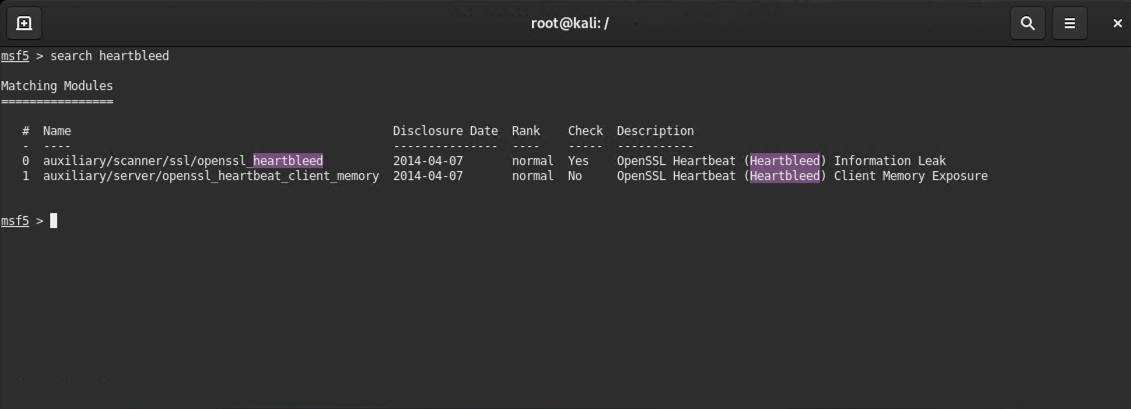 root@kali: /
msf5 > search heartbleed
Matching Modules
================
#  Name                                              Disclosure Date  Rank    Check  Description
-  ----                                              ---------------  ----    -----  -----------
0  auxiliary/scanner/ssl/openssl_heartbleed          2014-04-07       normal  Yes    OpenSSL Heartbeat (Heartbleed) Information Leak
1  auxiliary/server/openssl_heartbeat_client_memory  2014-04-07       normal  No     OpenSSL Heartbeat (Heartbleed) Client Memory Exposure
msf5 >